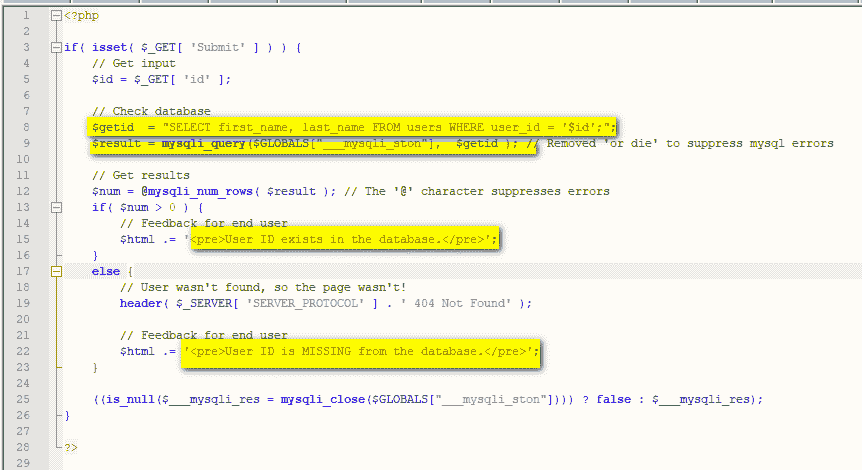 1 <?php
2
3 if( isset( $_GET[ 'Submit' ] ) ) {
4 // Get input
5 $id = $_GET[ 'id' ];
6
7 // Check database
8 $getid  = "SELECT first_name, last_name FROM users WHERE user_id = '$id';";
9 $result = mysqli_query($GLOBALS["___mysqli_ston"],  $getid ); // Removed 'or die' to suppress mysql errors
10
11 // Get results
12 $num = @mysqli_num_rows( $result ); // The '@' character suppresses errors
13 if( $num > 0 ) {
14 // Feedback for end user
15 $html .= '<pre>User ID exists in the database.</pre>';
16 }
17 else {
18 // User wasn't found, so the page wasn't!
19 header( $_SERVER[ 'SERVER_PROTOCOL' ] . ' 404 Not Found' );
20
21 // Feedback for end user
22 $html .= '<pre>User ID is MISSING from the database.</pre>';
23 }
24
25 ((is_null($___mysqli_res = mysqli_close($GLOBALS["___mysqli_ston"]))) ? false : $___mysqli_res);
26 }
27
28 ?>
29